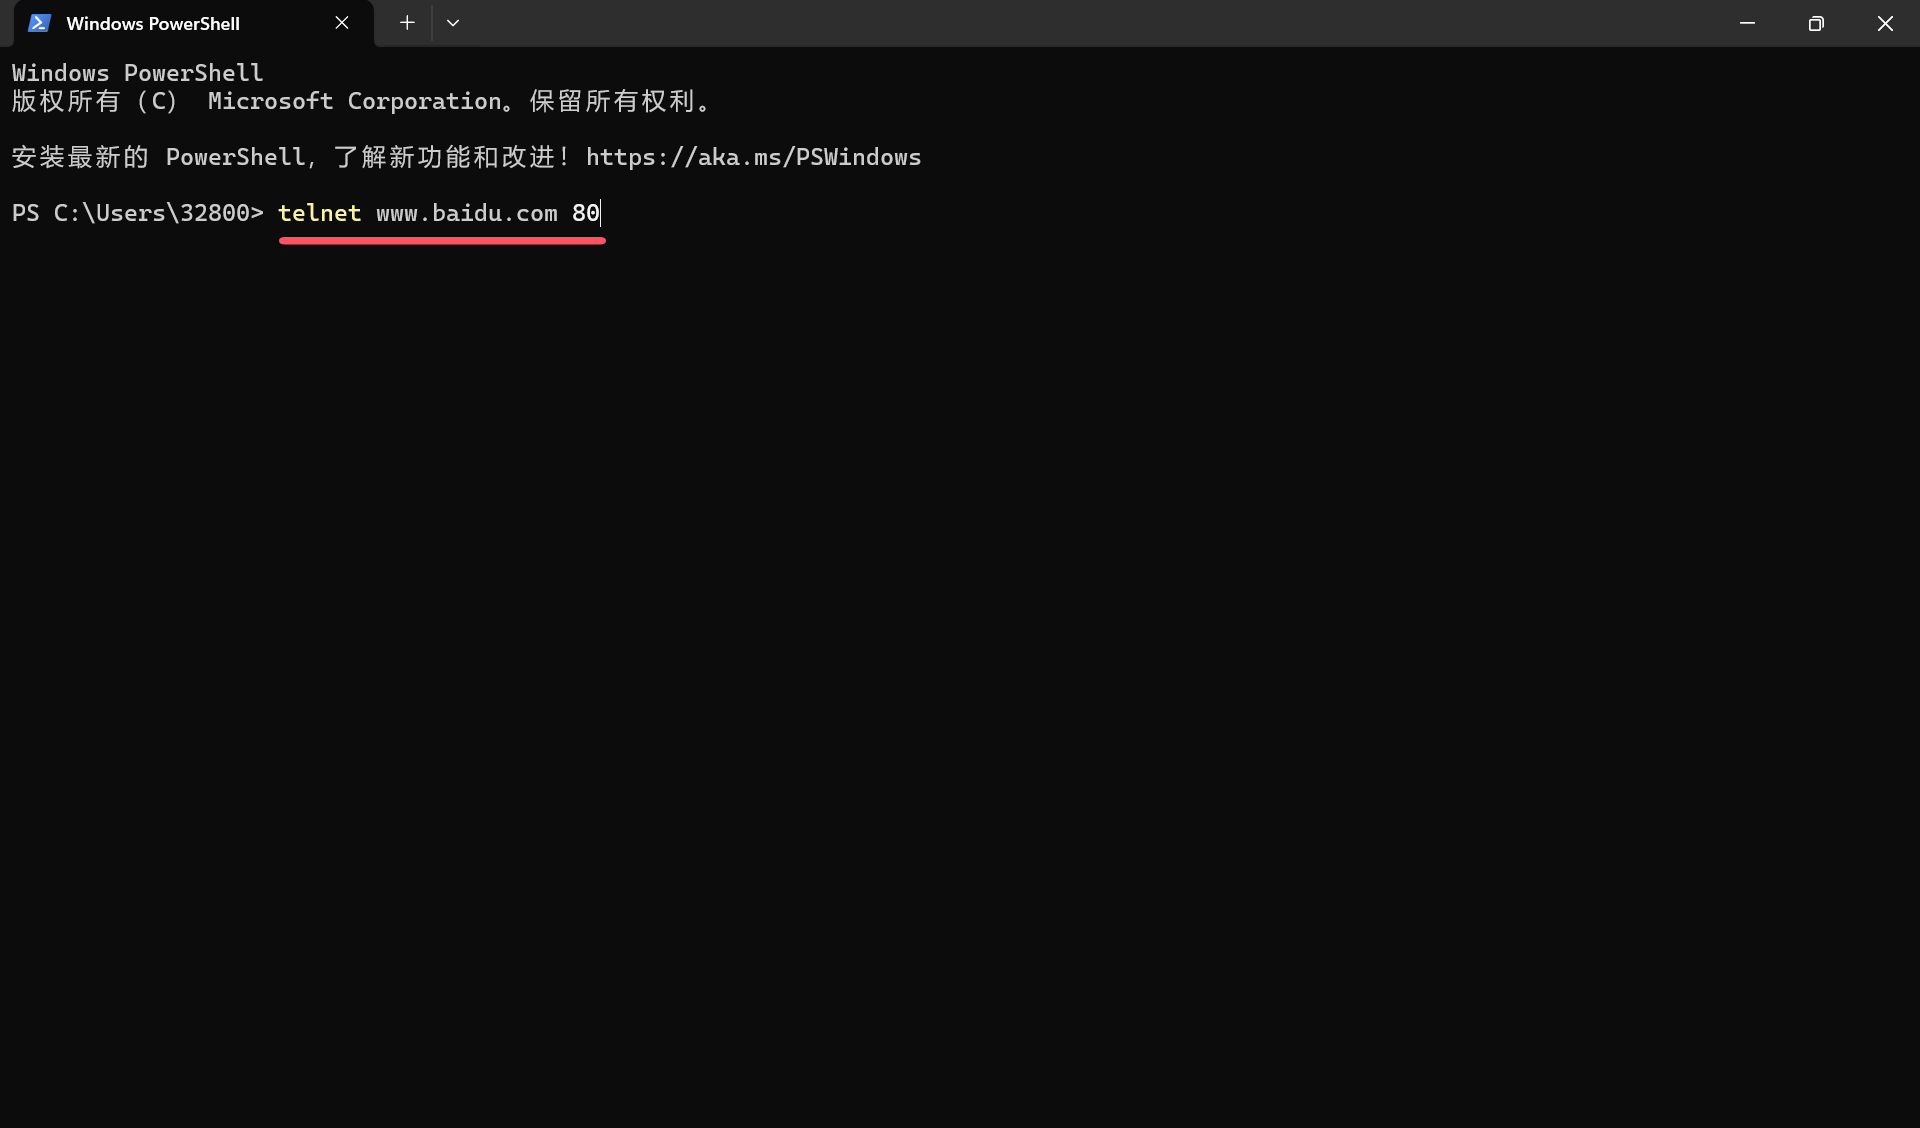 Windows PowerShell
Windows PowerShell
版权所有 (C)  Microsoft Corporation。保留所有权利。
安装最新的 PowerShell，了解新功能和改进！https://aka.ms/PSWindows
PS C:\Users\32800> telnet www.baidu.com 80